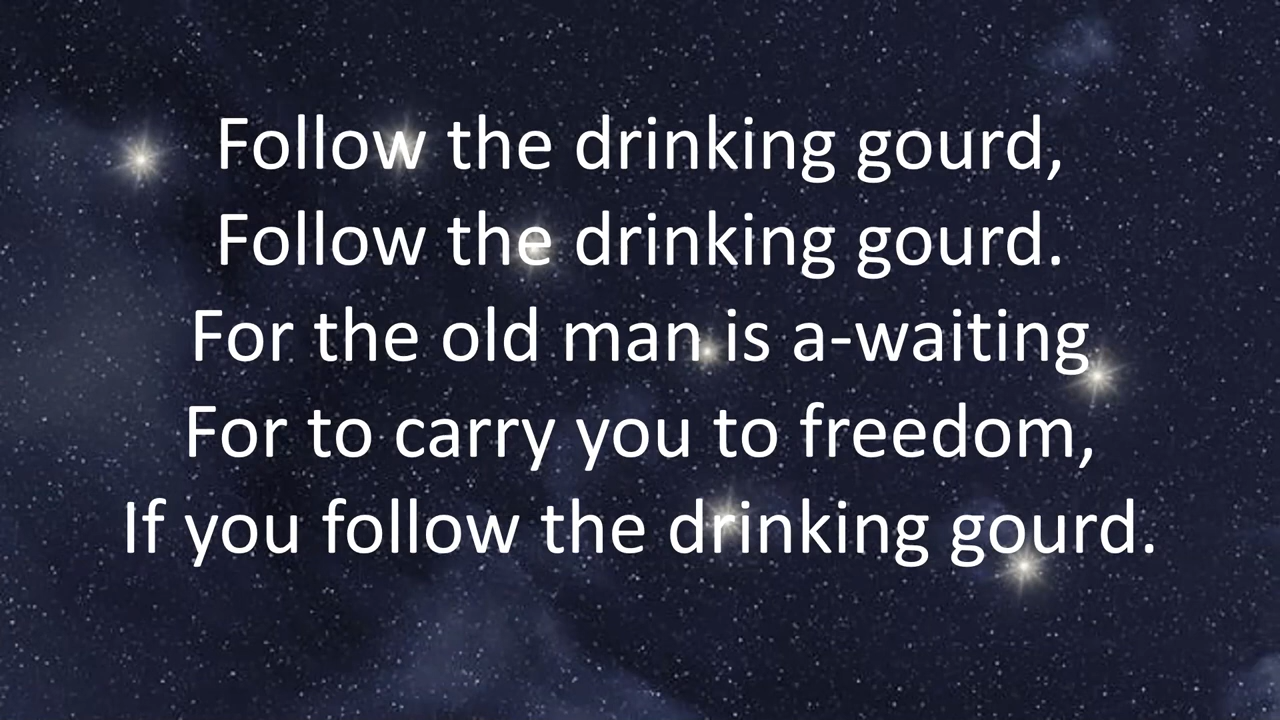 Follow the drinking gourd,
Follow the drinking gourd.
For the old man is a-waiting
For to carry you to freedom,
If you follow the drinking gourd.